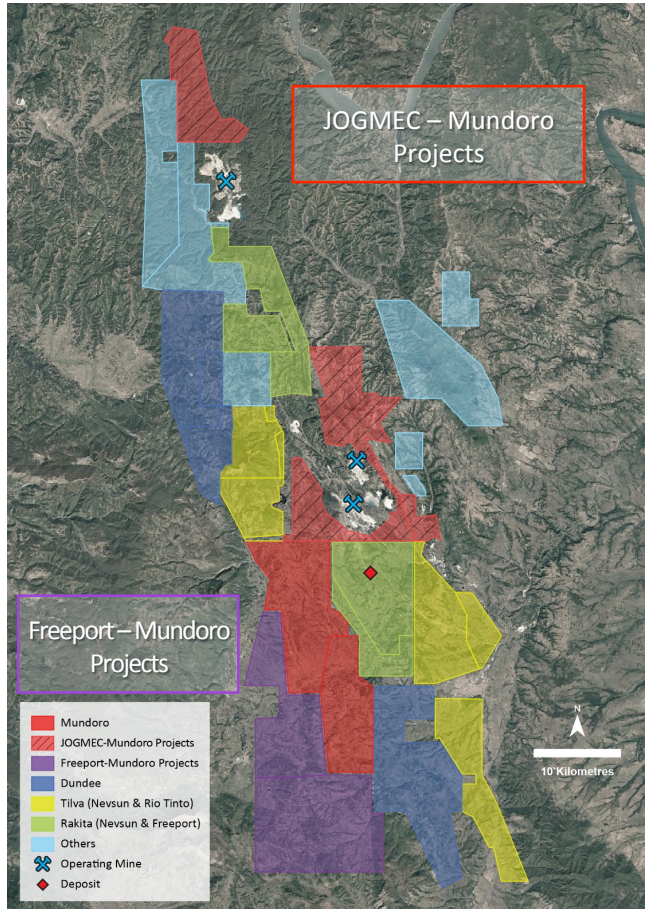 JOGMEC – Mundoro
Projects
Freeport – Mundoro
Projects
Mundoro
JOGMEC-Mundoro Projects
Freeport-Mundoro Projects
Dundee
Tilva (Nevsun & Rio Tinto)
Rakita (Nevsun & Freeport)
Others
Operating Mine
Deposit
N
10 Kilometres